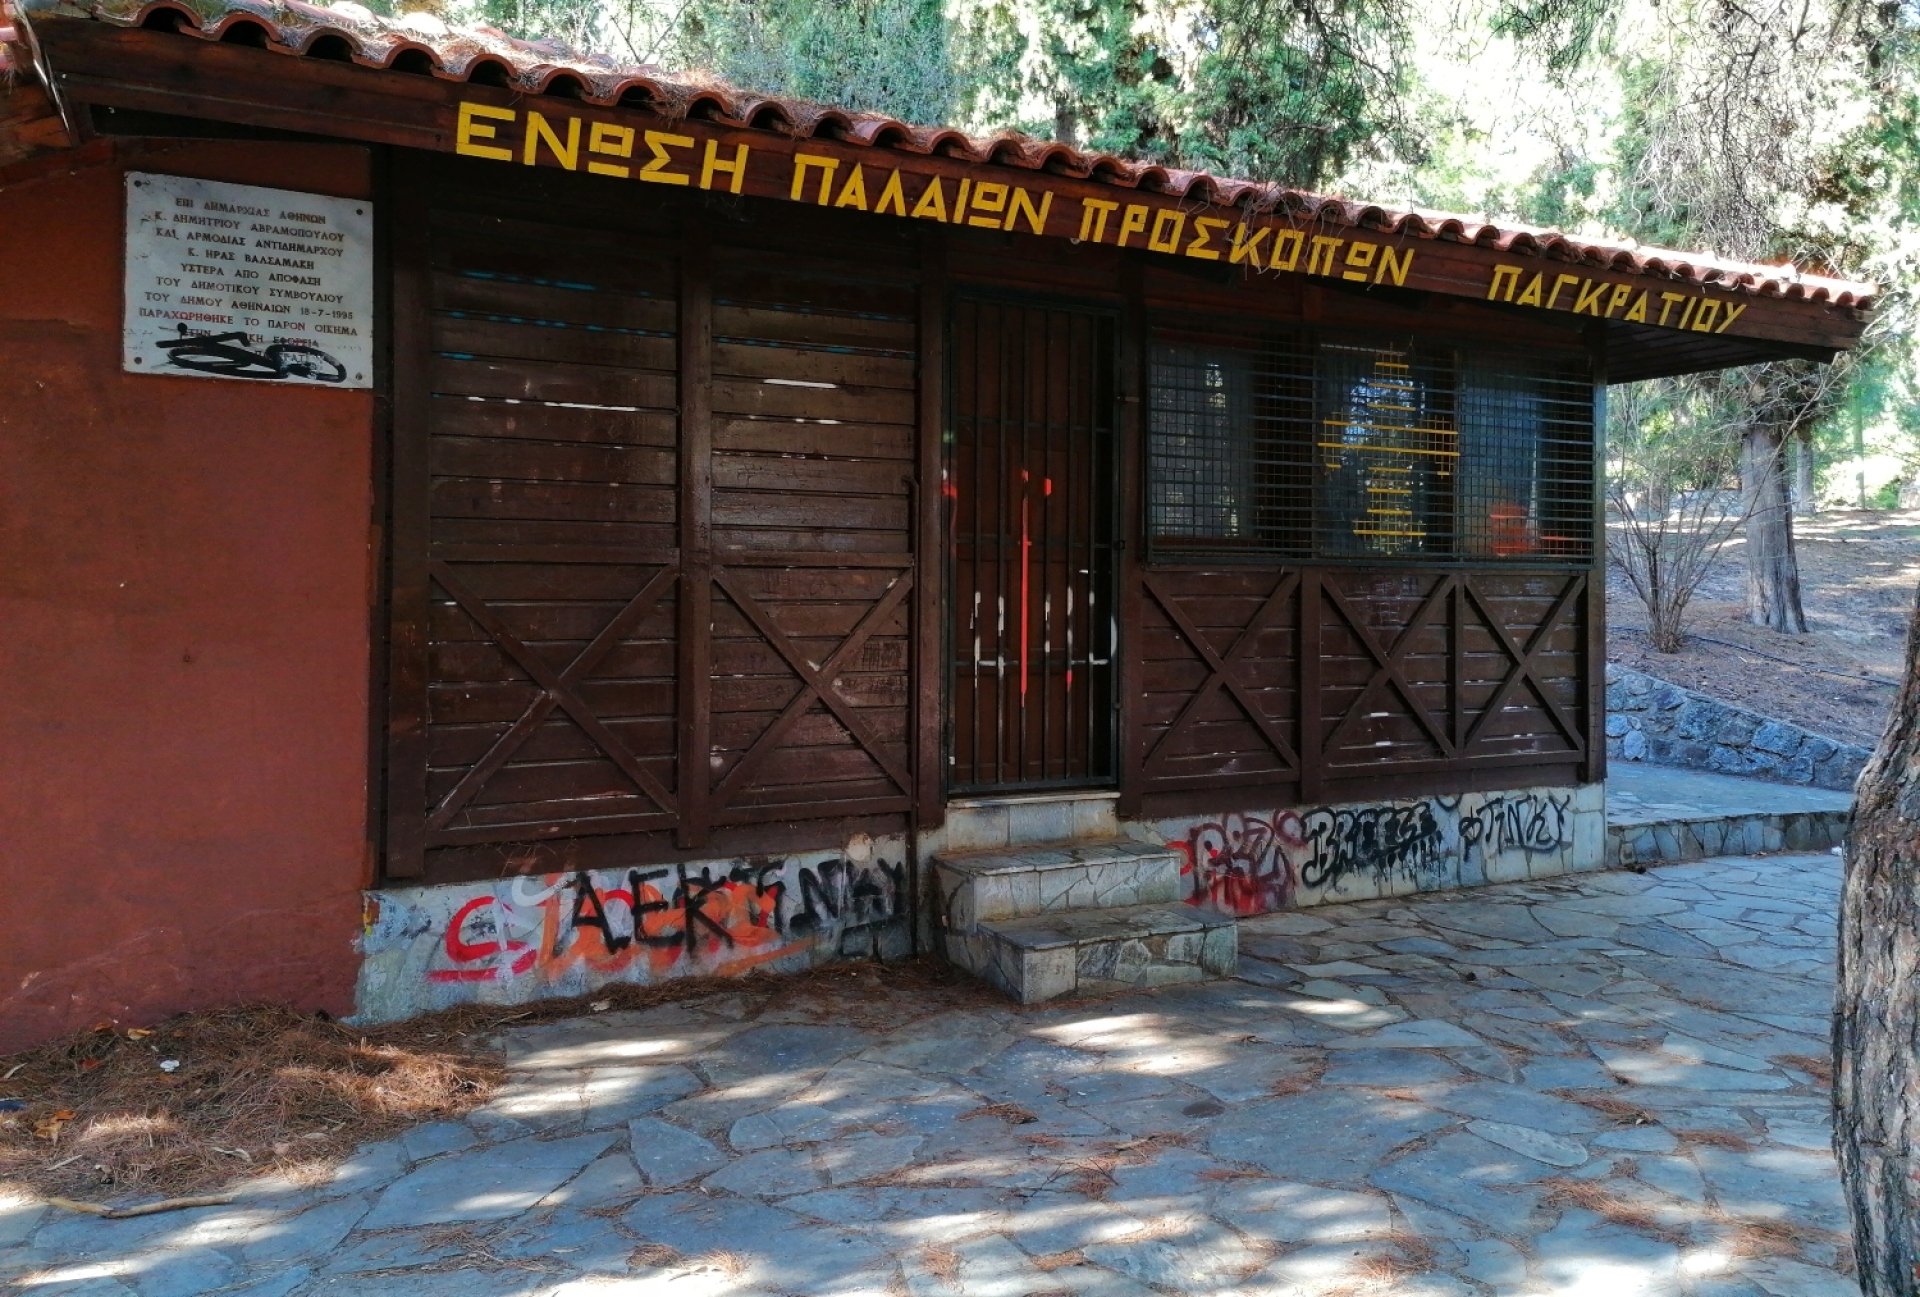 ΕΝΩΣΗ ΠΑΛΑΙΩΝ ΠΡΟΣΚΟΠΩΝ ΠΑΓΚΡΑΤΙΟΥ
ΕΠΙ ΔΗΜΑΡΧΙΑΣ ΑΘΗΝΩΝ
Κ. ΔΗΜΗΤΡΙΟΥ ΑΒΡΑΜΟΠΟΥΛΟΥ
ΚΑΙ ΑΡΜΟΔΙΑΣ ΑΝΤΙΔΗΜΑΡΧΟΥ
Κ. ΗΡΑΣ ΒΑΛΣΑΜΑΚΗ
ΥΣΤΕΡΑ ΑΠΟ ΑΠΟΦΑΣΗ
ΤΟΥ ΔΗΜΟΤΙΚΟΥ ΣΥΜΒΟΥΛΙΟΥ
ΤΟΥ ΔΗΜΟΥ ΑΘΗΝΑΙΩΝ 18-7-1995
ΠΑΡΑΧΩΡΗΘΗΚΕ ΤΟ ΠΑΡΟΝ ΟΙΚΗΜΑ
ΕΦΟΡΕΙΑ